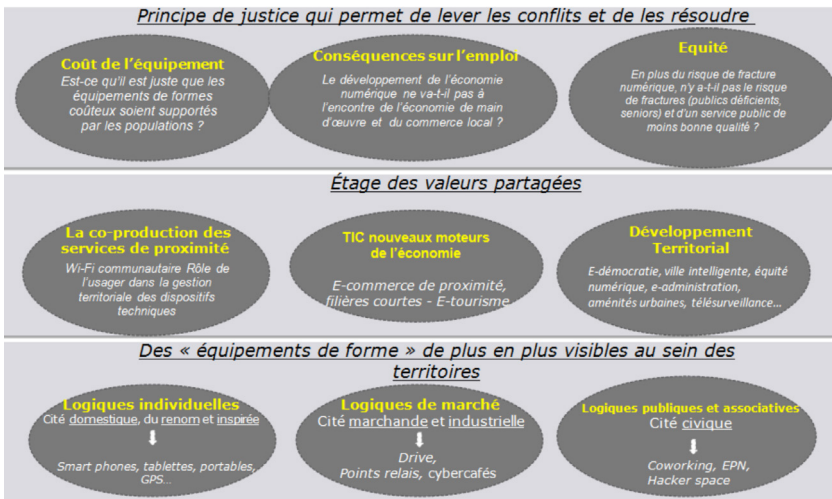 Principe de justice qui permet de lever les conflits et de les résoudre
Coût de l'équipement
Est-ce qu'il est juste que les
équipements de formes
coûteux soient supportés
par les populations ?
Conséquences sur l'emploi
Le développement de l'économie
numérique ne va-t-il pas à
l'encontre de l'économie de main
d'œuvre et du commerce local ?
Equité
En plus du risque de fracture
numérique, n'y a-t-il pas le risque
de fractures (publics déficients,
seniors) et d'un service public de
moins bonne qualité ?
Étage des valeurs partagées
La co-production des
services de proximité
Wi-Fi communautaire Rôle de
l'usager dans la gestion
territoriale des dispositifs
techniques
TIC nouveaux moteurs
de l'économie
E-commerce de proximité,
filières courtes - E-tourisme
Développement
Territorial
E-démocratie, ville intelligente, équité
numérique, e-administration,
aménités urbaines, télésurveillance...
Des « équipements de forme » de plus en plus visibles au sein des
territoires
Logiques individuelles
Cité domestique, du renom et inspirée
Smart phones, tablettes, portables,
GPS...
Logiques de marché
Cité marchande et industrielle
Drive,
Points relais, cybercafés
Logiques publiques et associatives
Cité civique
Coworking, EPN,
Hacker space